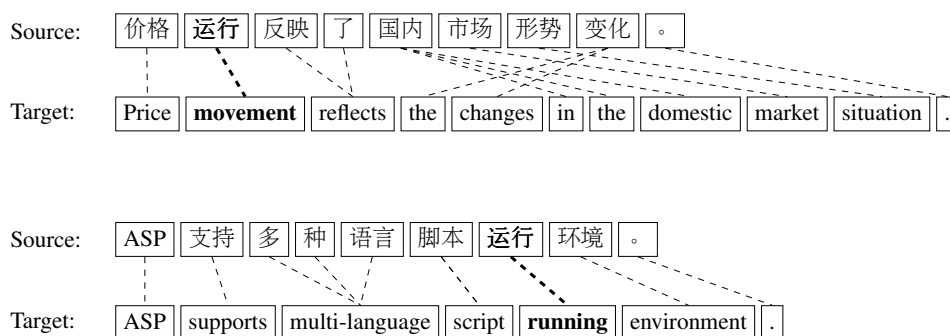 Source: 价格 运行 反映 了 国内 市场 形势 变化 。
Target: Price movement reflects the changes in the domestic market situation .
Source: ASP 支持 多 种 语言 脚本 运行 环境 。
Target: ASP supports multi-language script running environment .